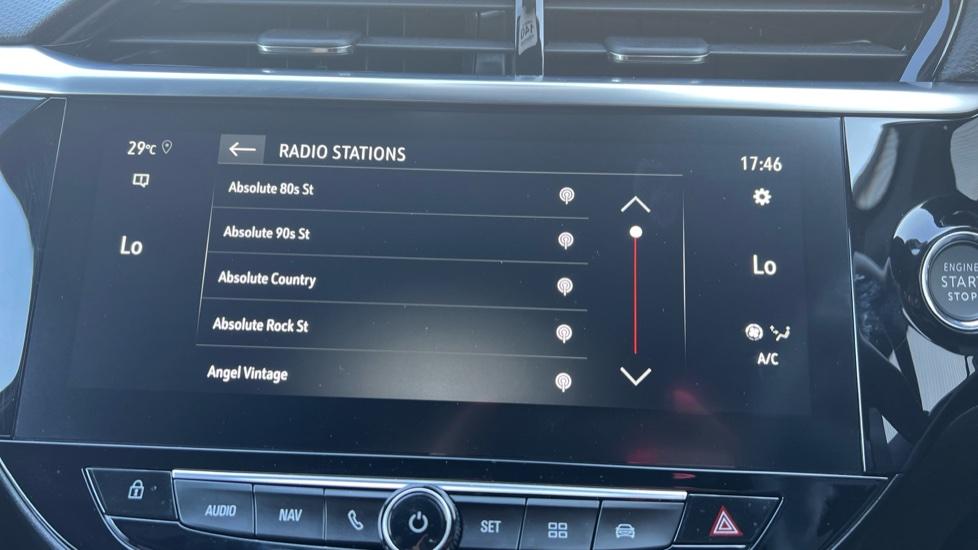 29°C
RADIO STATIONS
17:46
Absolute 80s St
Absolute 90s St
Lo
Lo
Absolute Country
Absolute Rock St
A/C
Angel Vintage
ENGINE
START
STOP
AUDIO
NAV
SET